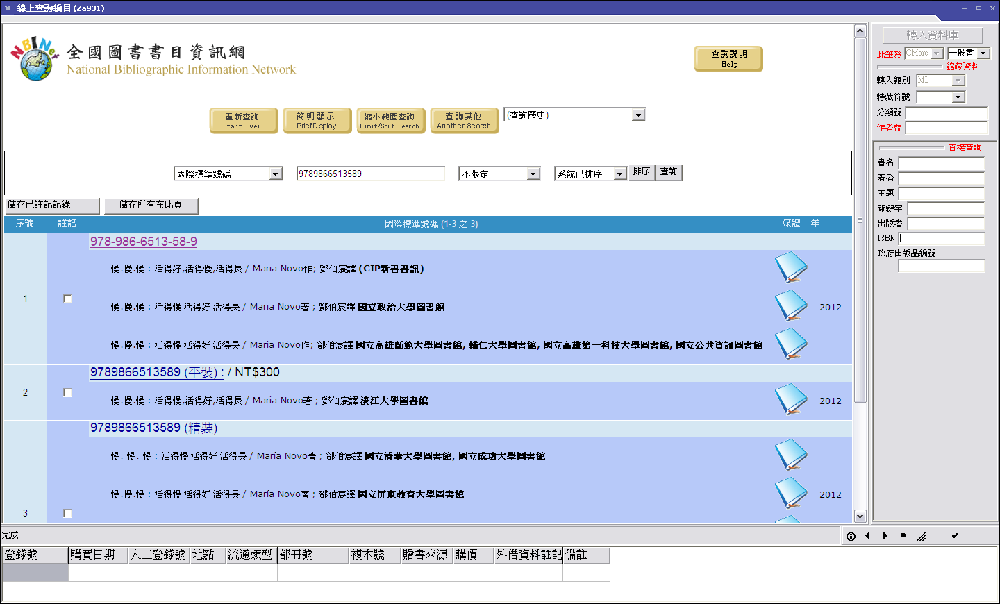 線上查詢編目 (Za931)
NBINet
全國圖書書目資訊網
National Bibliographic Information Network
查詢說明
Help
重新查詢
Start Over
簡明顯示
Brief Display
縮小範圍查詢
Limit/Sort Search
查詢其他
Another Search
(查詢歷史)
國際標準號碼 9789866513589 不限定 系統已排序 排序 查詢
儲存已註記記錄 儲存所有在此頁
序號 註記 國際標準號碼 (1-3 之 3) 媒體 年
978-986-6513-58-9
慢.慢.慢 : 活得好,活得慢,活得長 / Maria Novo作; 鄧伯宸譯 (CIP新書書訊)
1
慢.慢.慢 : 活得慢 活得好 活得長 / Maria Novo著 ; 鄧伯宸譯 國立政治大學圖書館 2012
慢.慢.慢 : 活得慢 活得好 活得長 / Maria Novo作; 鄧伯宸譯 國立高雄師範大學圖書館, 輔仁大學圖書館, 國立高雄第一科技大學圖書館, 國立公共資訊圖書館
9789866513589 (平裝) : / NT$300
2
慢.慢.慢 : 活得慢,活得好,活得長 / Maria Novo著 ; 鄧伯宸譯 淡江大學圖書館 2012
9789866513589 (精裝)
慢. 慢. 慢 : 活得慢 活得好 活得長 / María Novo著 ; 鄧伯宸譯 國立清華大學圖書館, 國立成功大學圖書館
慢.慢.慢 : 活得慢 活得好 活得長 / María Novo著 ; 鄧伯宸譯 國立屏東教育大學圖書館 2012
3
轉入資料庫
此筆為 CMarc 一般書
館藏資料
轉入館別 ML
特藏符號
分類號
作者號
直接查詢
書名
著者
主題
關鍵字
出版者
ISBN
政府出版品編號
完成
登錄號 購買日期 人工登錄號 地點 流通類型 部冊號 複本號 贈書來源 購價 外借資料註記 備註